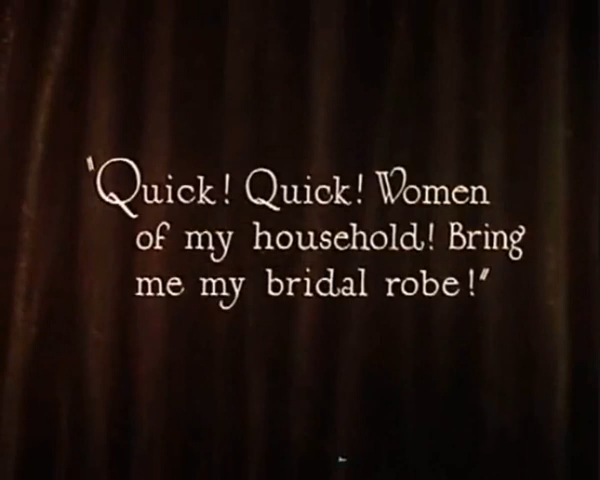 "Quick! Quick! Women
of my household! Bring
me my bridal robe!"